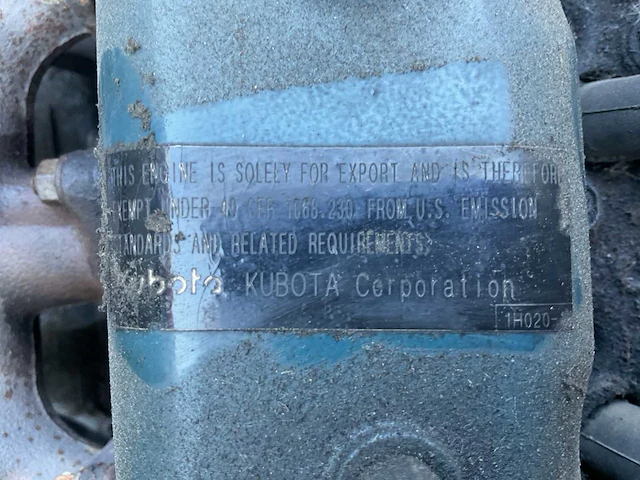 THIS ENGINE IS SOLELY FOR EXPORT AND IS THEREFOR
EXEMPT UNDER 40 CFR 1068.230 FROM U.S. EMISSION
STANDARDS AND RELATED REQUIREMENTS.
Kubota KUBOTA Corporation
1H020-